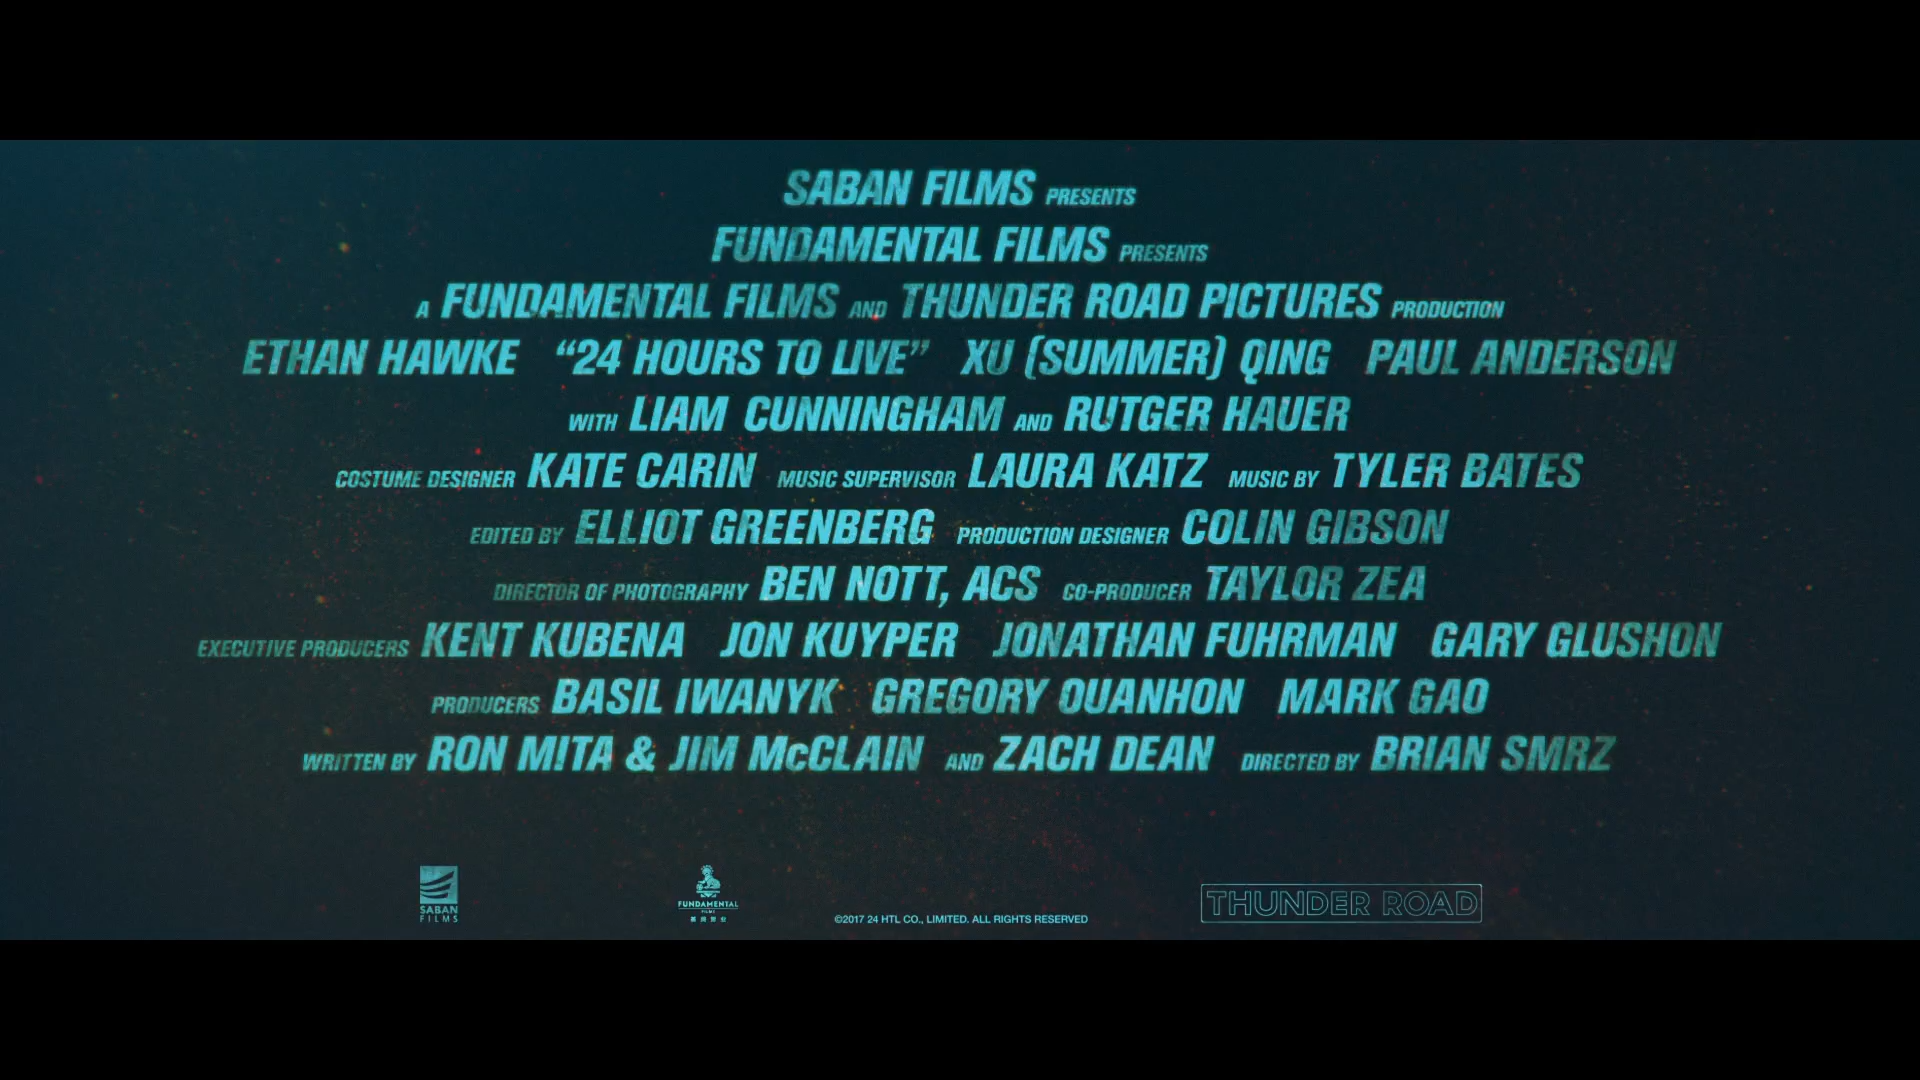 SABAN FILMS PRESENTS
FUNDAMENTAL FILMS PRESENTS
A FUNDAMENTAL FILMS AND THUNDER ROAD PICTURES PRODUCTION
ETHAN HAWKE “24 HOURS TO LIVE” XU (SUMMER) QING PAUL ANDERSON
WITH LIAM CUNNINGHAM AND RUTGER HAUER
COSTUME DESIGNER KATE CARIN MUSIC SUPERVISOR LAURA KATZ MUSIC BY TYLER BATES
EDITED BY ELLIOT GREENBERG PRODUCTION DESIGNER COLIN GIBSON
DIRECTOR OF PHOTOGRAPHY BEN NOTT, ACS CO-PRODUCER TAYLOR ZEA
EXECUTIVE PRODUCERS KENT KUBENA JON KUYPER JONATHAN FUHRMAN GARY GLUSHON
PRODUCERS BASIL IWANYK GREGORY OUANHON MARK GAO
WRITTEN BY RON MITA & JIM McCLAIN AND ZACH DEAN DIRECTED BY BRIAN SMRZ
SABAN
FILMS
FUNDAMENTAL
FILMS
©2017 24 HTL CO., LIMITED. ALL RIGHTS RESERVED
THUNDER ROAD